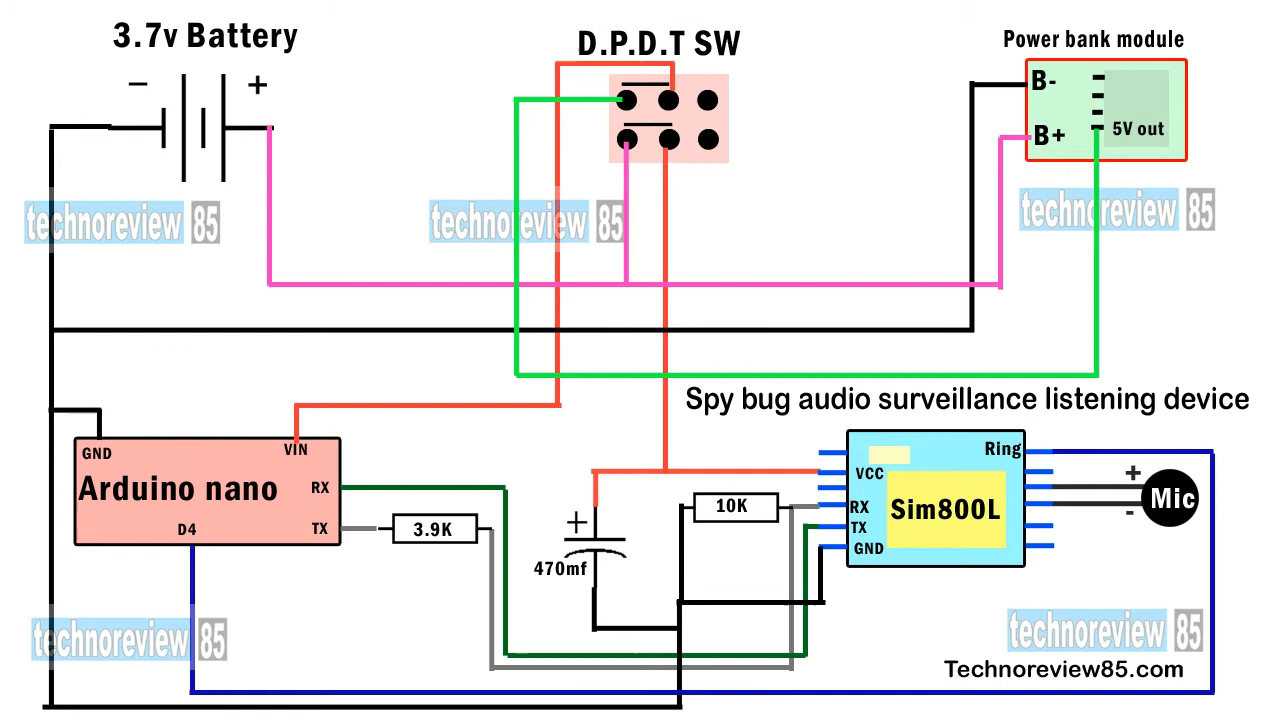 3.7v Battery
D.P.D.T SW
Power bank module
− +
B-
B+
5V out
technoreview 85
technoreview 85
technoreview 85
Spy bug audio surveillance listening device
GND
VIN
Arduino nano
RX
D4
TX
3.9K
+
470mf
10K
Ring
VCC
RX
TX
GND
Sim800L
+
Mic
-
technoreview 85
technoreview 85
Technoreview85.com